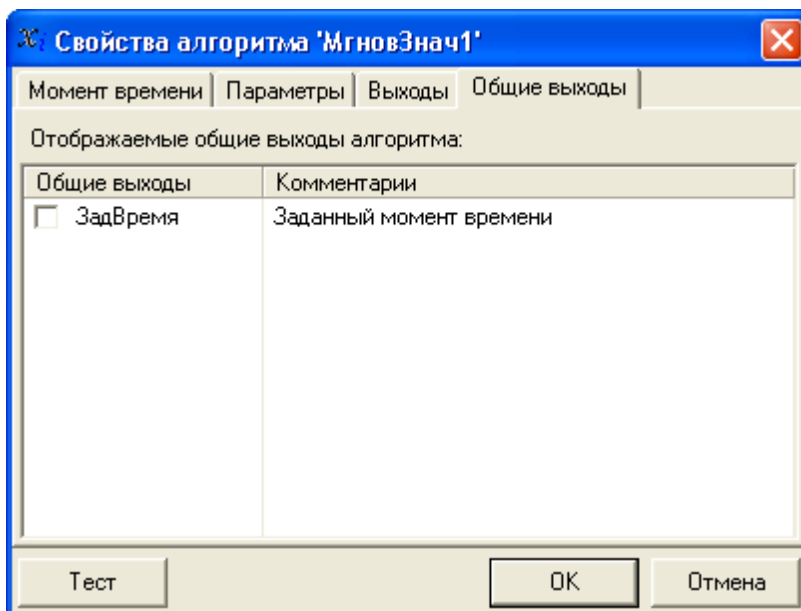 Xi Свойства алгоритма 'МгновЗнач1'
Момент времени Параметры Выходы Общие выходы
Отображаемые общие выходы алгоритма:
Общие выходы Комментарии
ЗадВремя Заданный момент времени
Тест OK Отмена